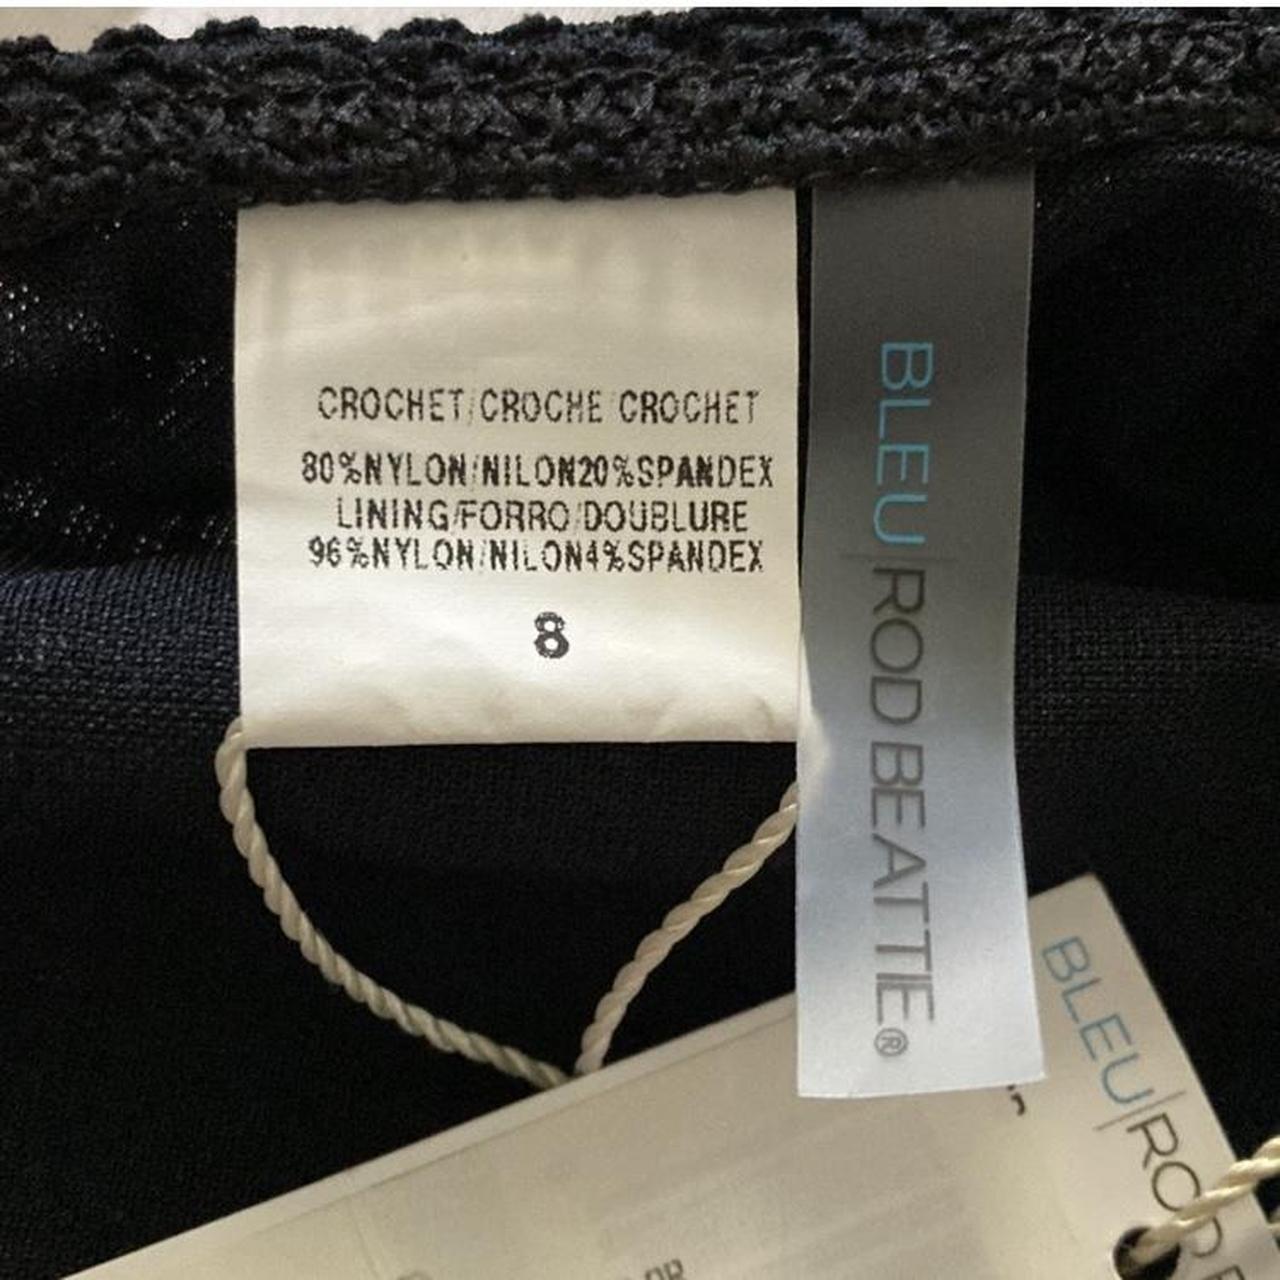 CROCHET/CROCHE/CROCHET
80%NYLON/NILON20%SPANDEX
LINING/FORRO/DOUBLURE
96%NYLON/NILON4%SPANDEX
8
BLEU|ROD BEATTIE®
BLEU|ROD